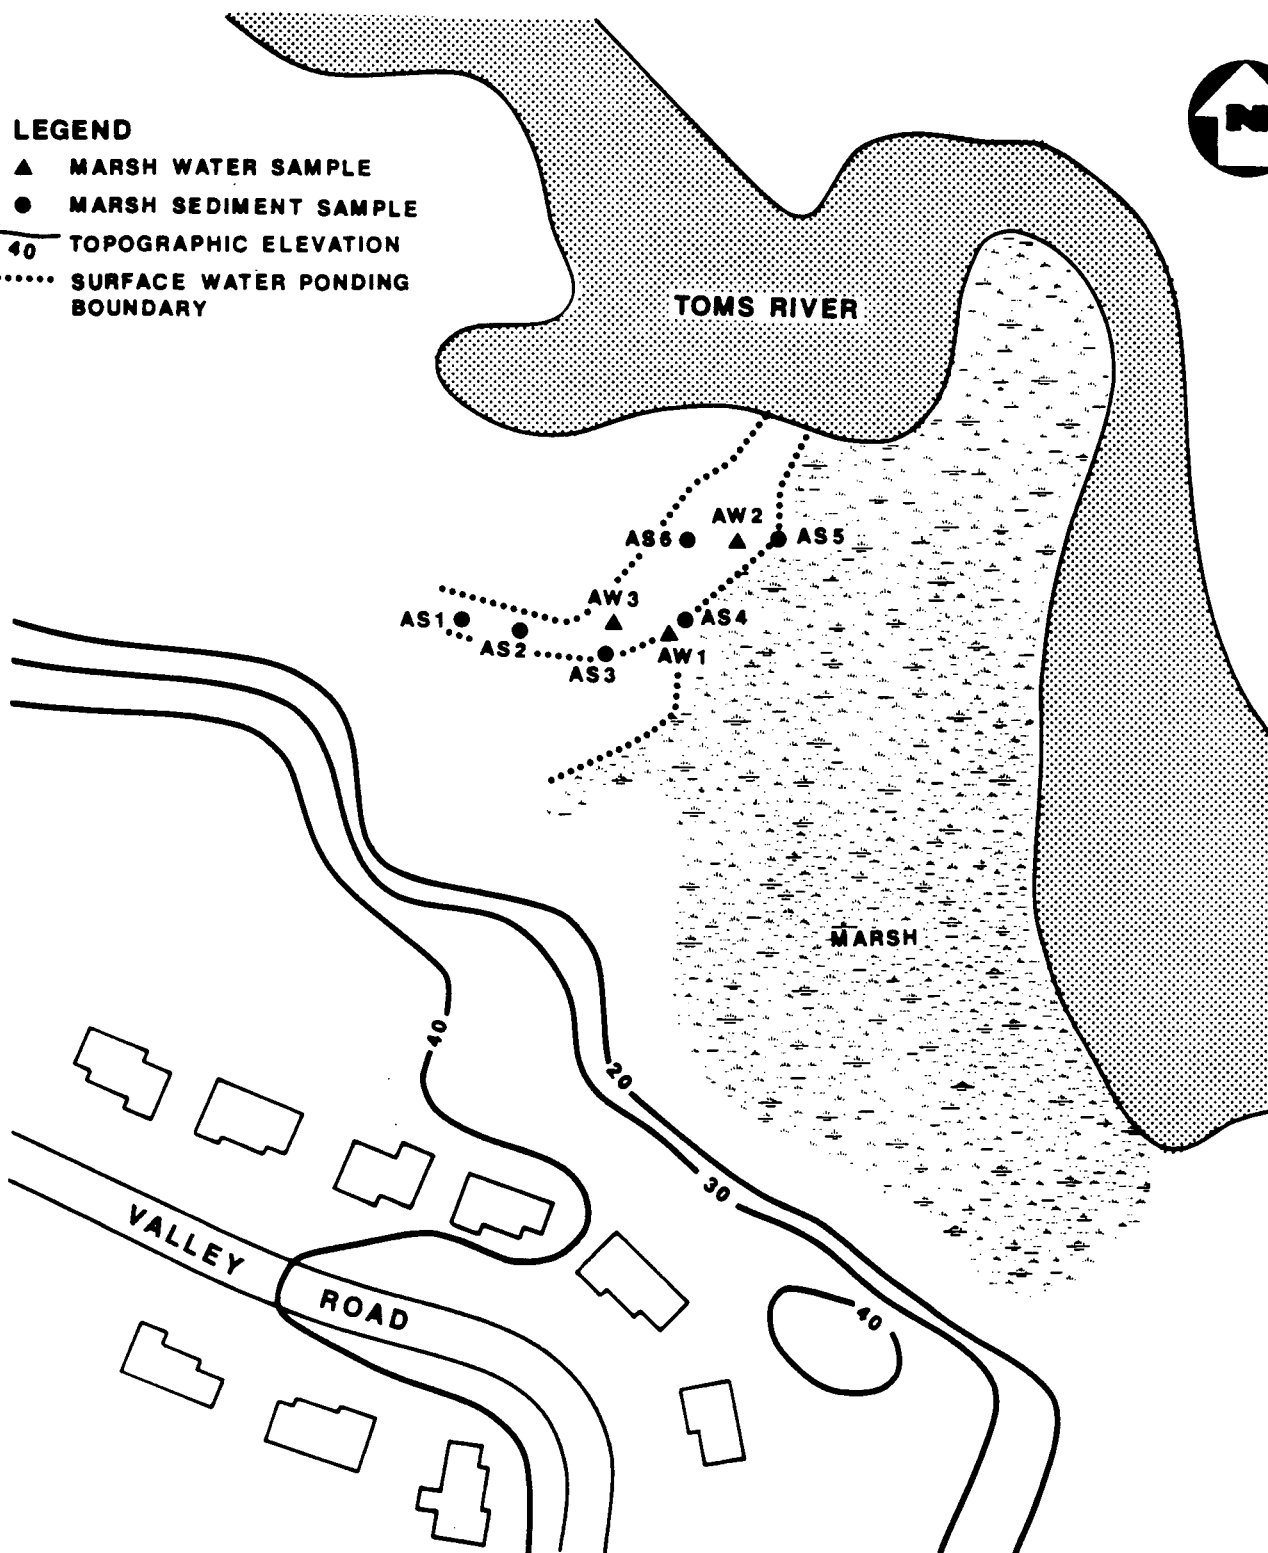 LEGEND
MARSH WATER SAMPLE
MARSH SEDIMENT SAMPLE
40 TOPOGRAPHIC ELEVATION
SURFACE WATER PONDING
BOUNDARY
N
TOMS RIVER
AW2
AS6
AS5
AW3
AS1
AS4
AS2
AW1
AS3
MARSH
40
20
30
VALLEY
ROAD
40